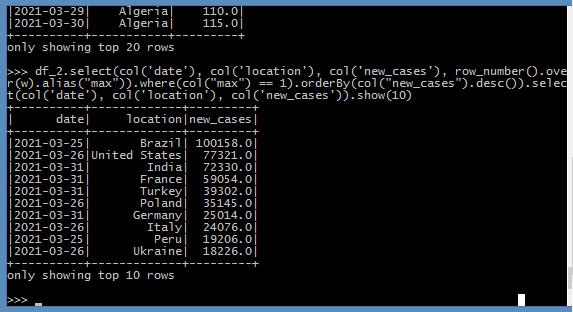 |2021-03-29|    Algeria|    110.0|
|2021-03-30|    Algeria|    115.0|
+----------+-------------+---------+
only showing top 20 rows
>>> df_2.select(col('date'), col('location'), col('new_cases'), row_number().ove
r(w).alias("max")).where(col("max") == 1).orderBy(col("new_cases").desc()).selec
t(col('date'), col('location'), col('new_cases')).show(10)
+----------+-------------+---------+
|      date|     location|new_cases|
+----------+-------------+---------+
|2021-03-25|       Brazil| 100158.0|
|2021-03-26|United States|  77321.0|
|2021-03-31|        India|  72330.0|
|2021-03-31|       France|  59054.0|
|2021-03-31|       Turkey|  39302.0|
|2021-03-26|       Poland|  35145.0|
|2021-03-31|      Germany|  25014.0|
|2021-03-26|        Italy|  24076.0|
|2021-03-25|         Peru|  19206.0|
|2021-03-26|      Ukraine|  18226.0|
+----------+-------------+---------+
only showing top 10 rows
>>> _